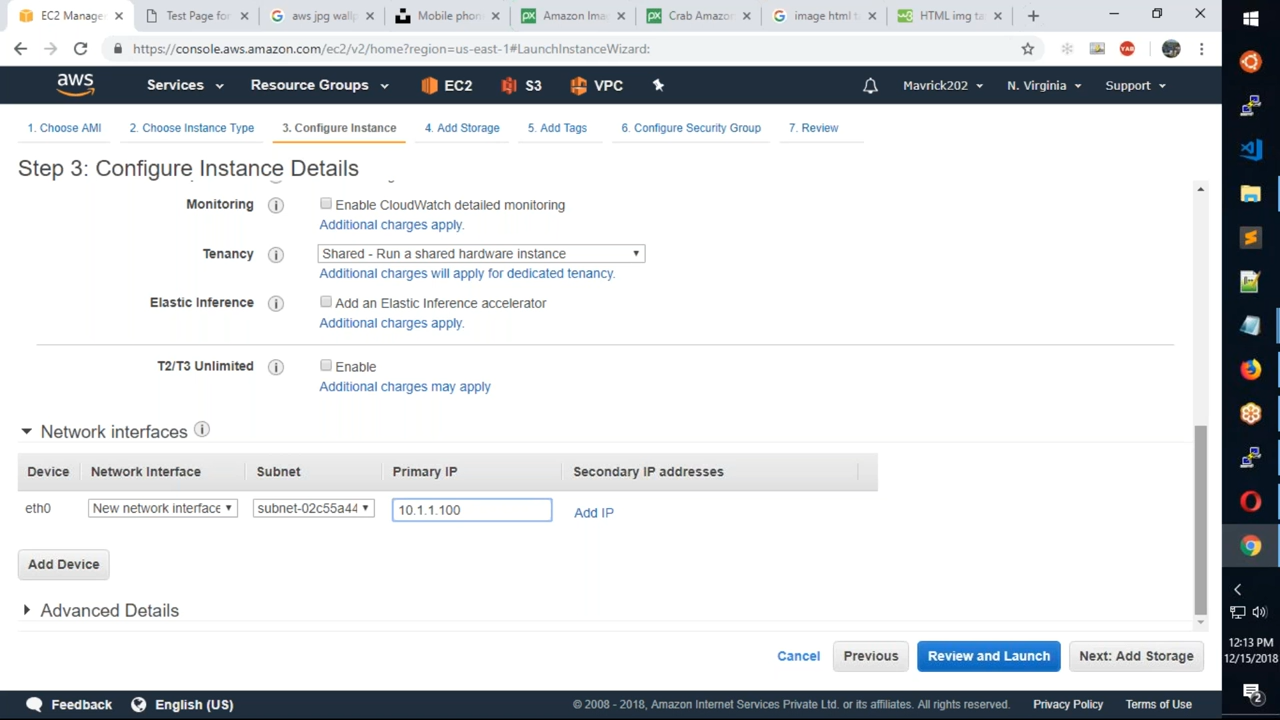 EC2 Manage
Test Page for
aws jpg wallp
Mobile phon
Amazon Ima
Crab Amazon
image html t
HTML img ta
https://console.aws.amazon.com/ec2/v2/home?region=us-east-1#LaunchInstanceWizard:
aws
Services
Resource Groups
EC2
S3
VPC
Mavrick202
N. Virginia
Support
1. Choose AMI
2. Choose Instance Type
3. Configure Instance
4. Add Storage
5. Add Tags
6. Configure Security Group
7. Review
Step 3: Configure Instance Details
Monitoring
Enable CloudWatch detailed monitoring
Additional charges apply.
Tenancy
Shared - Run a shared hardware instance
Additional charges will apply for dedicated tenancy.
Elastic Inference
Add an Elastic Inference accelerator
Additional charges apply.
T2/T3 Unlimited
Enable
Additional charges may apply
Network interfaces
Device Network Interface Subnet Primary IP Secondary IP addresses
eth0 New network interface subnet-02c55a44 10.1.1.100 Add IP
Add Device
Advanced Details
Cancel Previous Review and Launch Next: Add Storage
Feedback English (US) © 2008 - 2018, Amazon Internet Services Private Ltd. or its affiliates. All rights reserved. Privacy Policy Terms of Use
12:13 PM
12/15/2018
2